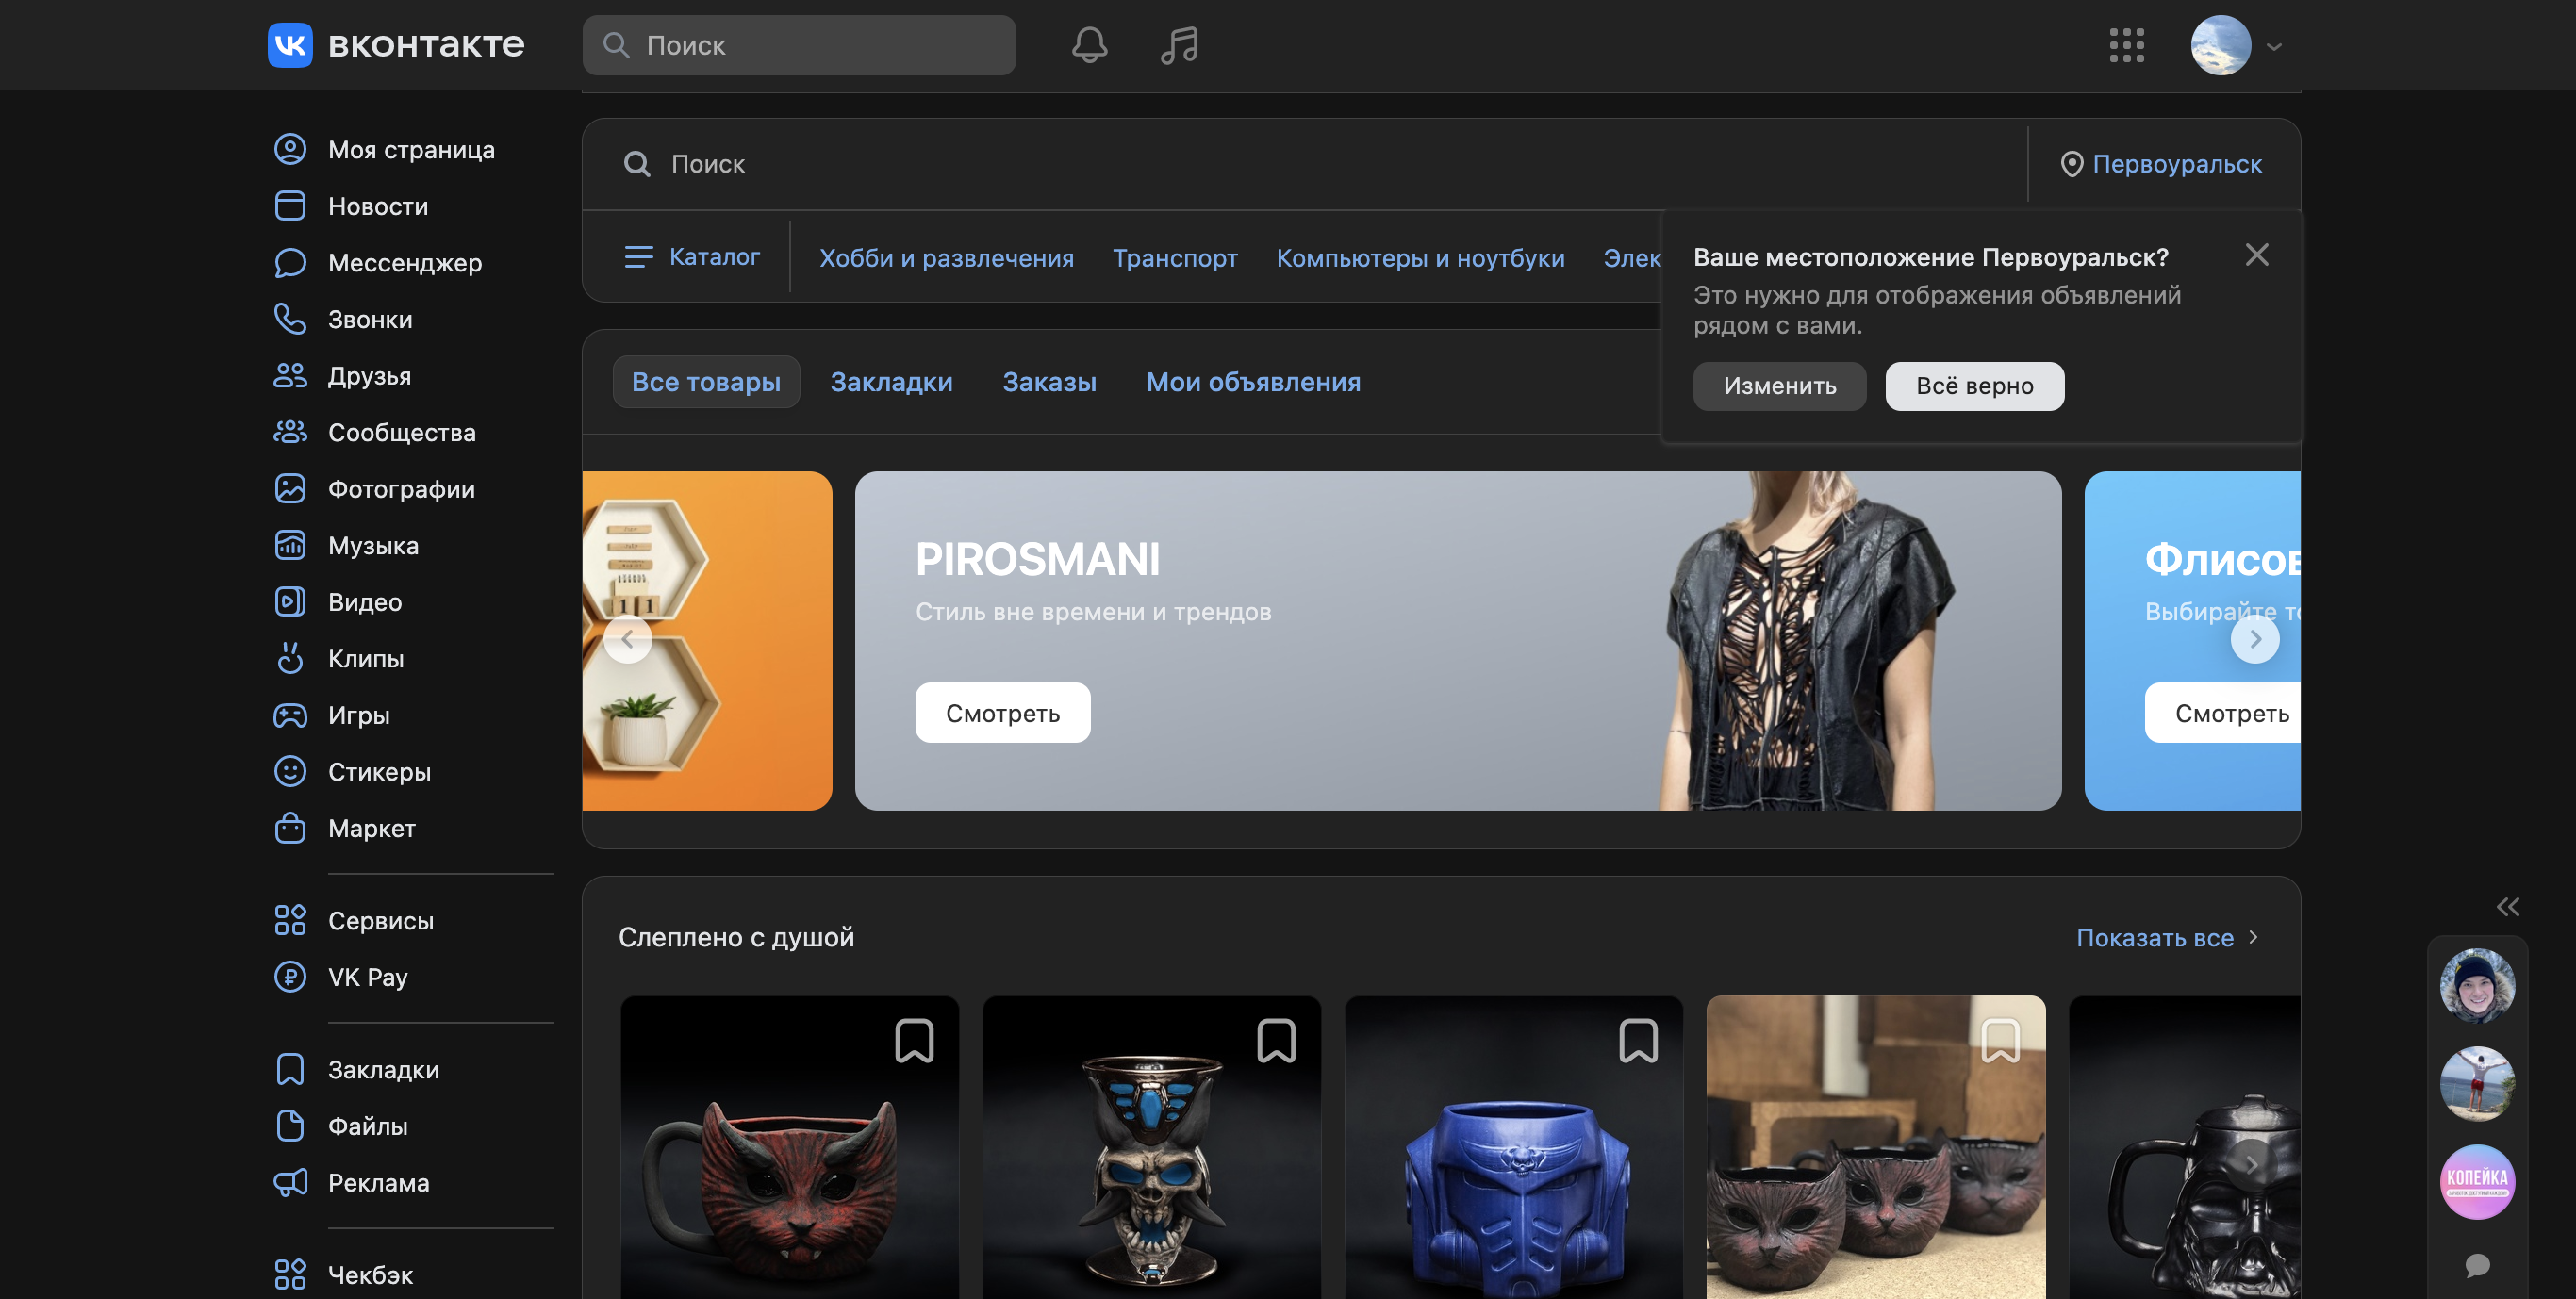 вконтакте
Поиск
Моя страница
Новости
Мессенджер
Звонки
Друзья
Сообщества
Фотографии
Музыка
Видео
Клипы
Игры
Стикеры
Маркет
Сервисы
VK Pay
Закладки
Файлы
Реклама
Чекбэк
Поиск
Первоуральск
Каталог
Хобби и развлечения
Транспорт
Компьютеры и ноутбуки
Элек
Ваше местоположение Первоуральск?
Это нужно для отображения объявлений
рядом с вами.
Изменить
Всё верно
Все товары
Закладки
Заказы
Мои объявления
PIROSMANI
Стиль вне времени и трендов
Смотреть
Флисов
Выбирайте то
Смотреть
Слеплено с душой
Показать все
КОПЕЙКА